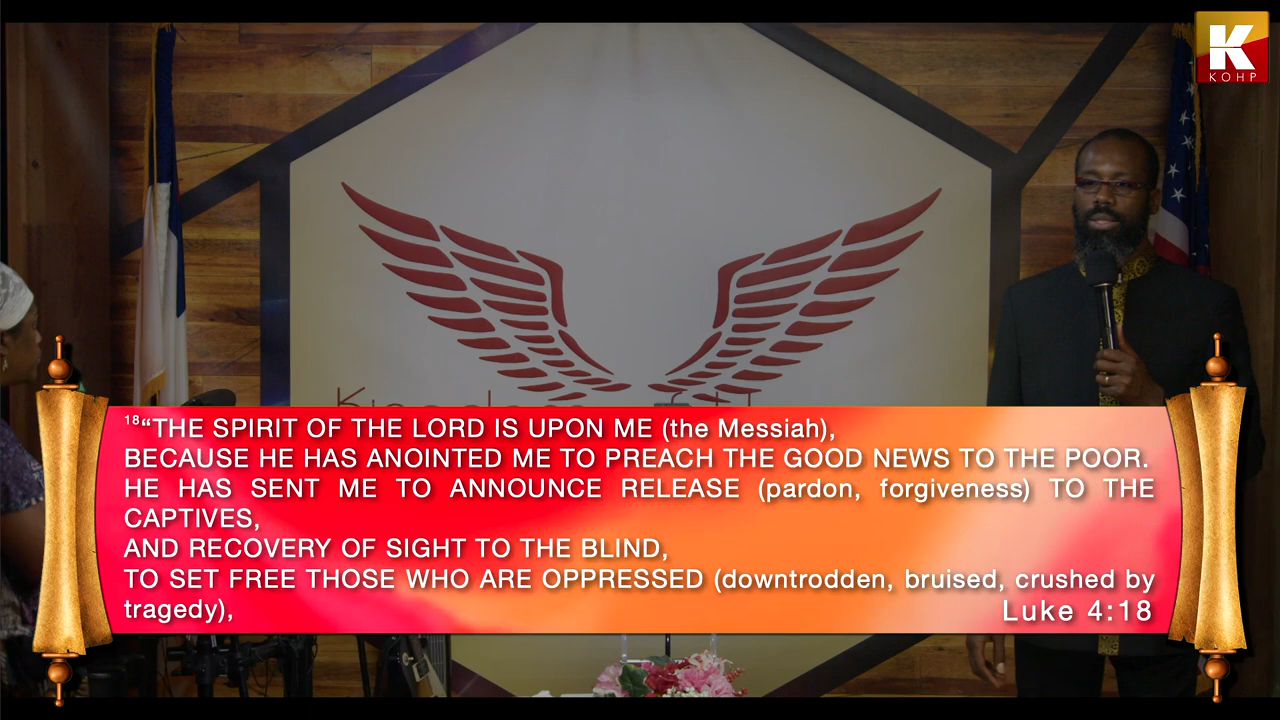 K
KOHP
18“THE SPIRIT OF THE LORD IS UPON ME (the Messiah),
BECAUSE HE HAS ANOINTED ME TO PREACH THE GOOD NEWS TO THE POOR.
HE HAS SENT ME TO ANNOUNCE RELEASE (pardon, forgiveness) TO THE
CAPTIVES,
AND RECOVERY OF SIGHT TO THE BLIND,
TO SET FREE THOSE WHO ARE OPPRESSED (downtrodden, bruised, crushed by
tragedy),
Luke 4:18